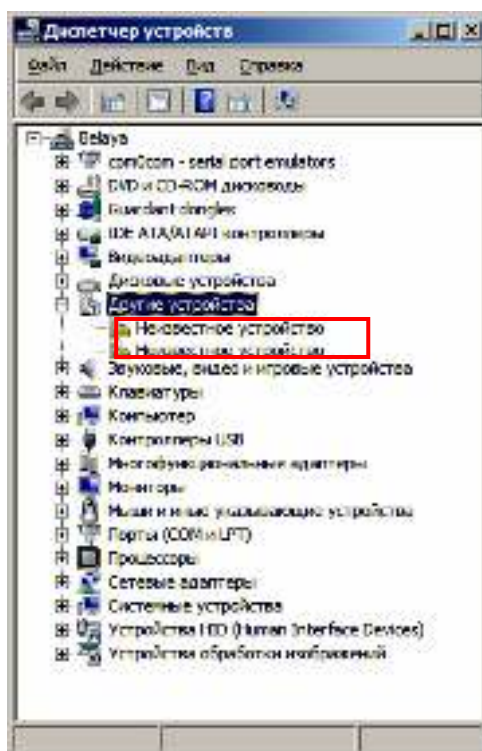 Диспетчер устройств
Файл Действие Вид Справка
Belaya
com0com - serial port emulators
DVD и CD-ROM дисководы
Guardant dongles
IDE ATA/ATAPI контроллеры
Видеоадаптеры
Дисковые устройства
Другие устройства
Неизвестное устройство
Неизвестное устройство
Звуковые, видео и игровые устройства
Клавиатуры
Компьютер
Контроллеры USB
Многофункциональные адаптеры
Мониторы
Мыши и иные указывающие устройства
Порты (COM и LPT)
Процессоры
Сетевые адаптеры
Системные устройства
Устройства HID (Human Interface Devices)
Устройства обработки изображений